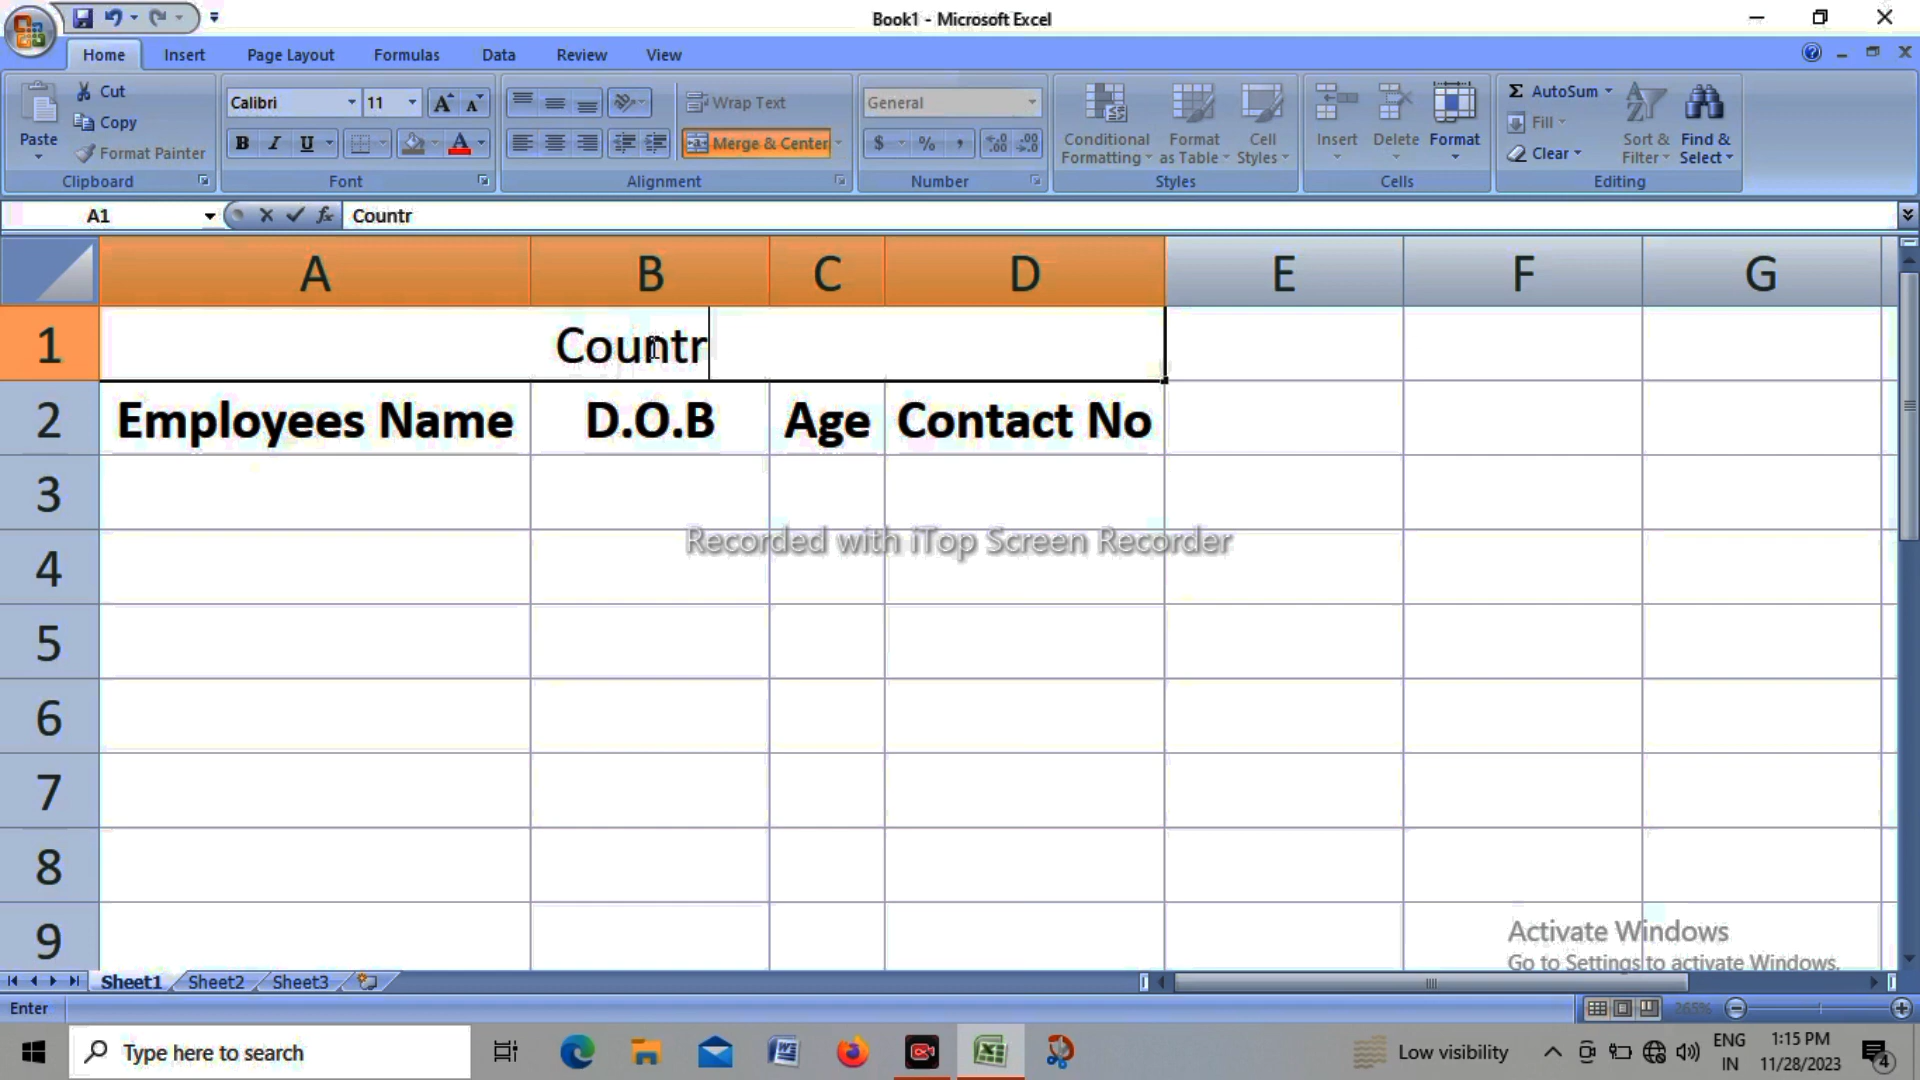 Book1 - Microsoft Excel
Home Insert Page Layout Formulas Data Review View
Cut
Copy
Format Painter
Paste
Clipboard
Calibri 11
B I U
Font
Wrap Text
Merge & Center
Alignment
General
$ % ,
Number
Conditional Formatting
Format as Table
Cell Styles
Styles
Insert Delete Format
Cells
Σ AutoSum
Fill
Clear
Sort & Filter
Find & Select
Editing
A1 fx Countr
A B C D E F G
1 Countr
2 Employees Name D.O.B Age Contact No
3
Recorded with iTop Screen Recorder
4
5
6
7
8
9
Activate Windows
Go to Settings to activate Windows.
Sheet1 Sheet2 Sheet3
Enter 265%
Type here to search
Low visibility
ENG
IN
1:15 PM
11/28/2023
4